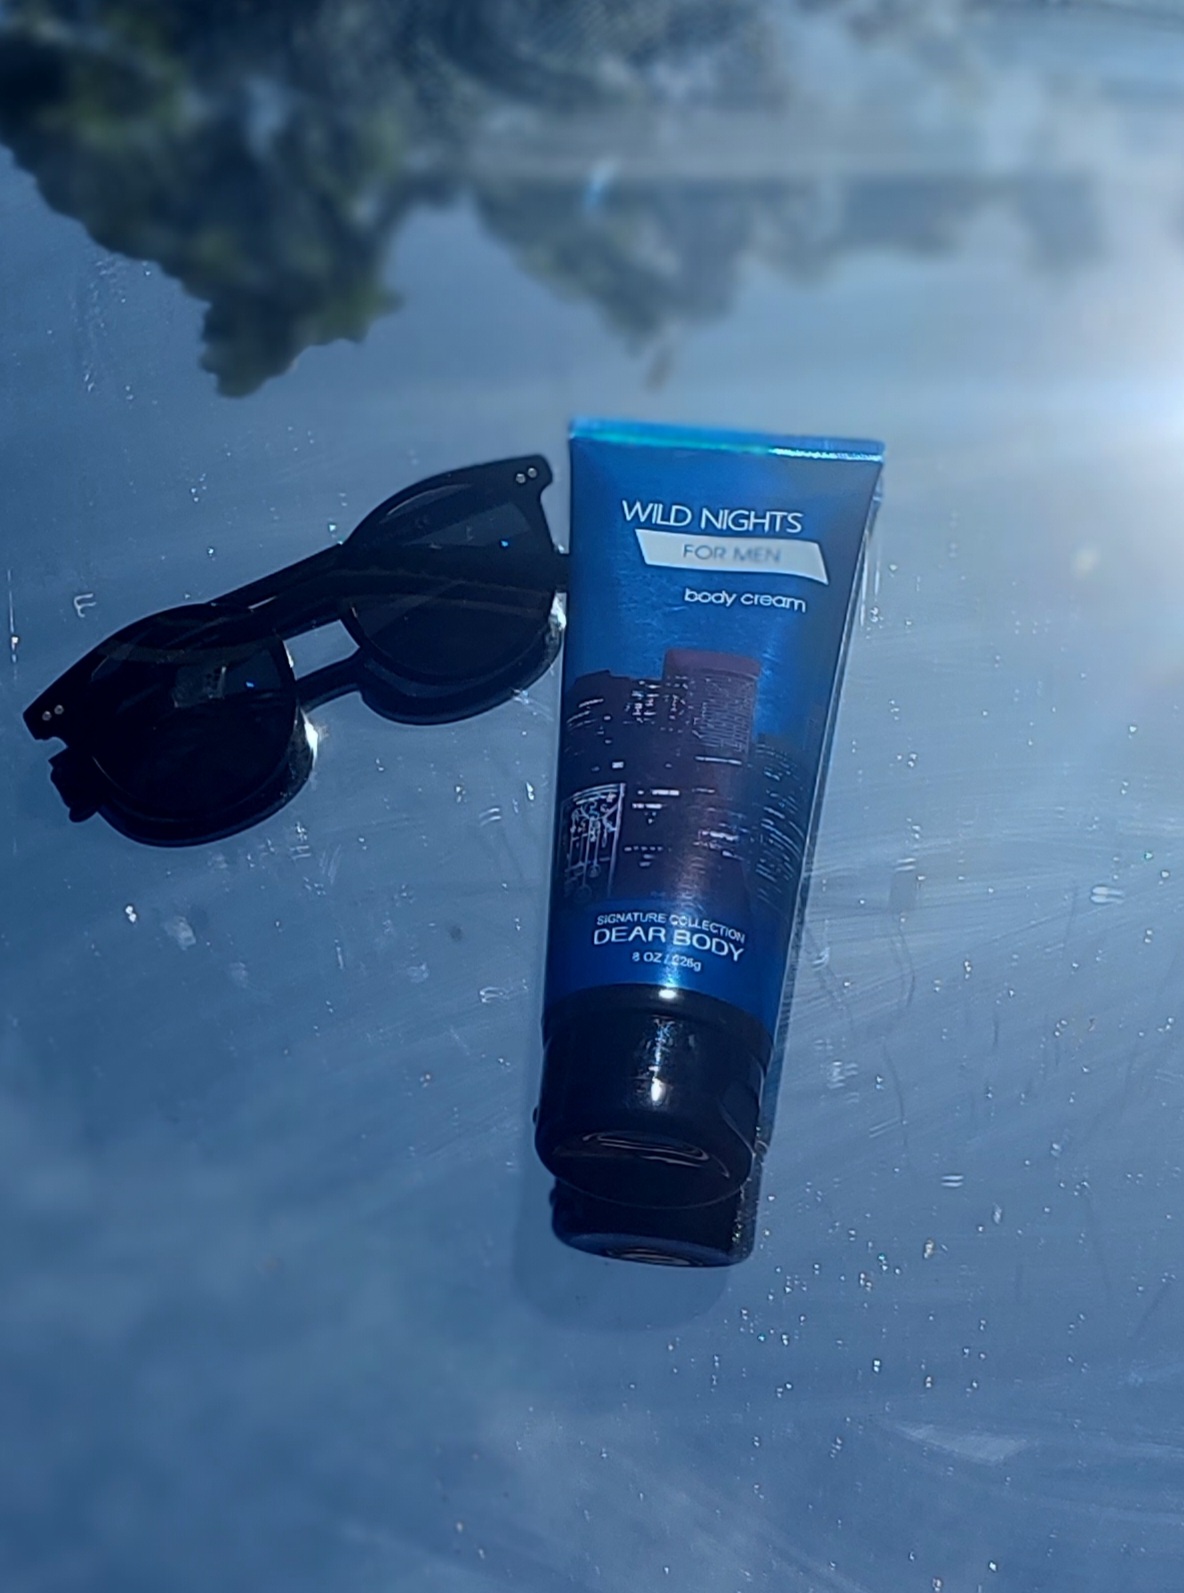 WILD NIGHTS
FOR MEN
body cream
SIGNATURE COLLECTION
DEAR BODY
8 OZ / 226g